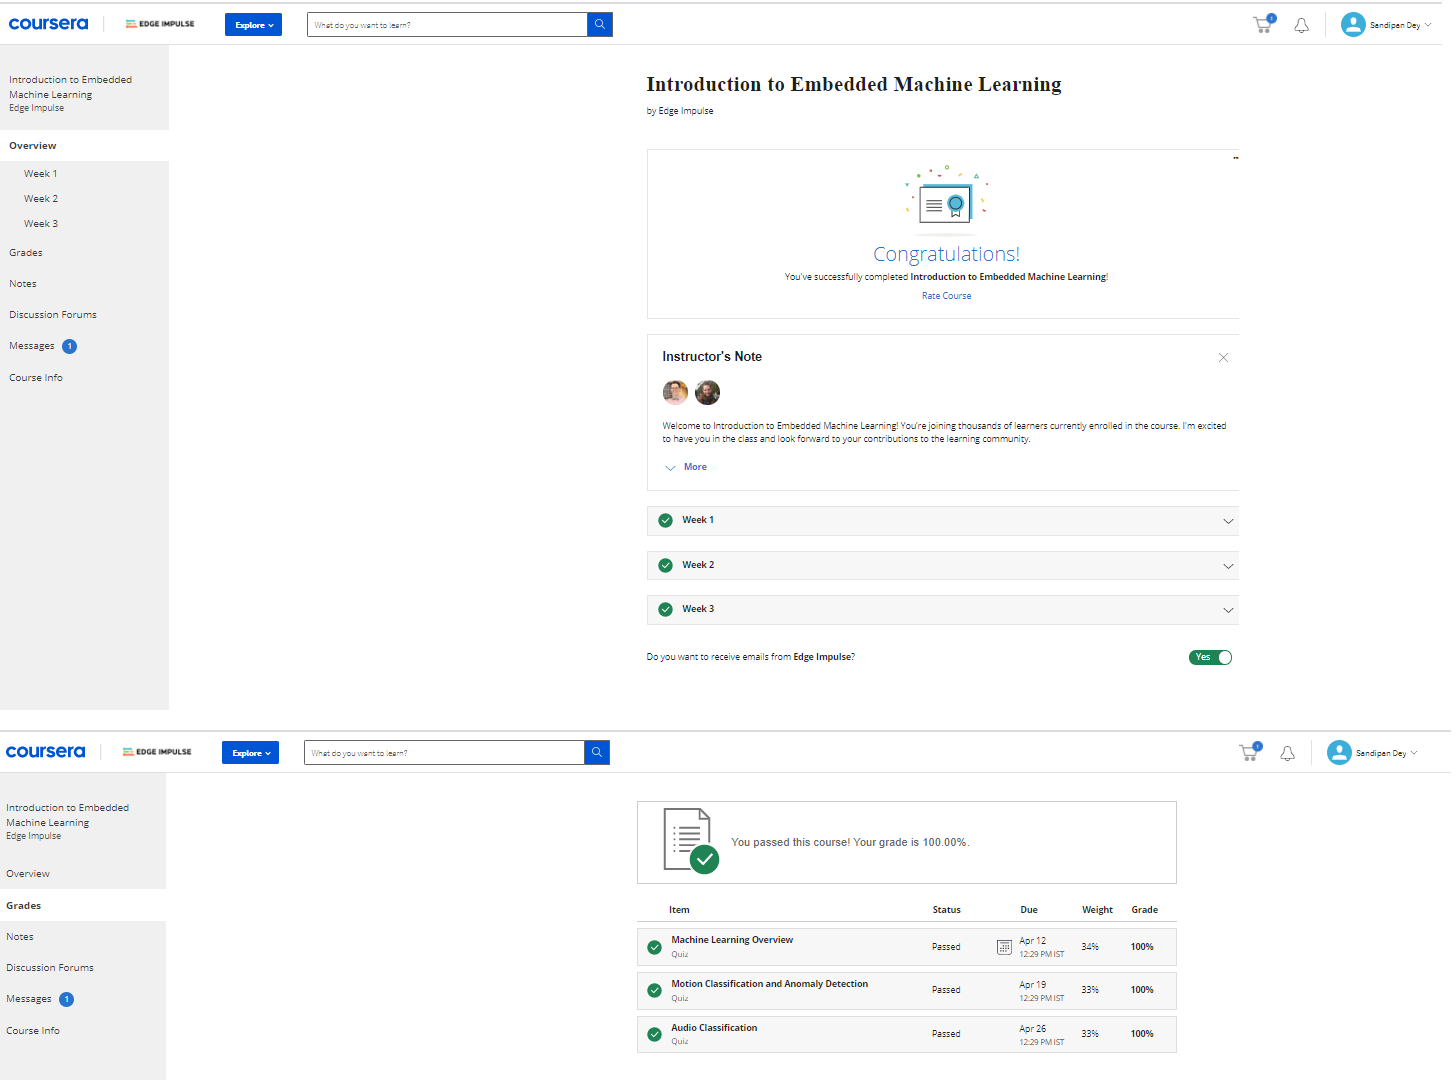 coursera
EDGE IMPULSE
Explore
What do you want to learn?
1
Sandipan Dey
Introduction to Embedded
Machine Learning
Edge Impulse
Overview
Week 1
Week 2
Week 3
Grades
Notes
Discussion Forums
Messages 1
Course Info
Introduction to Embedded Machine Learning
by Edge Impulse
Congratulations!
You've successfully completed Introduction to Embedded Machine Learning!
Rate Course
Instructor's Note
Welcome to Introduction to Embedded Machine Learning! You're joining thousands of learners currently enrolled in the course. I'm excited
to have you in the class and look forward to your contributions to the learning community.
More
Week 1
Week 2
Week 3
Do you want to receive emails from Edge Impulse?
Yes
coursera
EDGE IMPULSE
Explore
What do you want to learn?
1
Sandipan Dey
Introduction to Embedded
Machine Learning
Edge Impulse
Overview
Grades
Notes
Discussion Forums
Messages 1
Course Info
You passed this course! Your grade is 100.00%.
Item Status Due Weight Grade
Machine Learning Overview
Quiz
Passed
Apr 12
12:29 PM IST
34%
100%
Motion Classification and Anomaly Detection
Quiz
Passed
Apr 19
12:29 PM IST
33%
100%
Audio Classification
Quiz
Passed
Apr 26
12:29 PM IST
33%
100%